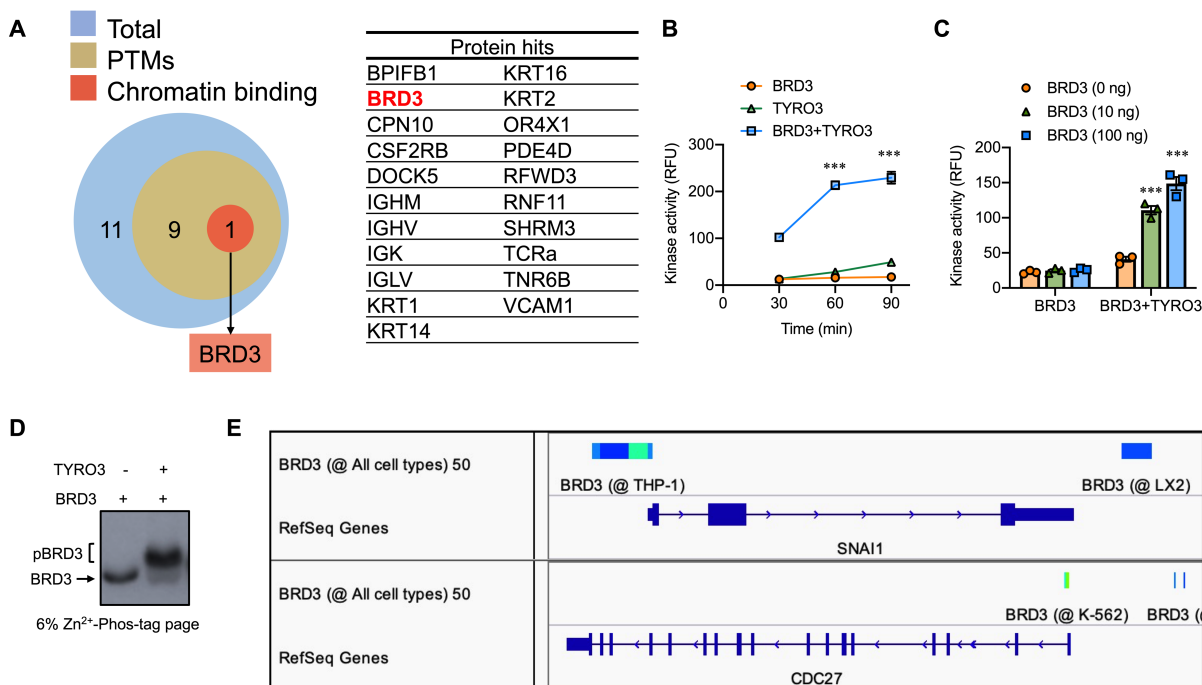 A
Total
PTMs
Chromatin binding
11
9
1
BRD3
Protein hits
BPIFB1 KRT16
BRD3 KRT2
CPN10 OR4X1
CSF2RB PDE4D
DOCK5 RFWD3
IGHM RNF11
IGHV SHRM3
IGK TCRa
IGLV TNR6B
KRT1 VCAM1
KRT14
B
BRD3
TYRO3
BRD3+TYRO3
Kinase activity (RFU)
300
200
100
0
***
***
0 30 60 90
Time (min)
C
BRD3 (0 ng)
BRD3 (10 ng)
BRD3 (100 ng)
Kinase activity (RFU)
200
150
100
50
0
***
***
BRD3 BRD3+TYRO3
D
TYRO3 - +
BRD3 + +
pBRD3
BRD3
6% Zn²⁺-Phos-tag page
E
BRD3 (@ All cell types) 50
BRD3 (@ THP-1) BRD3 (@ LX2)
RefSeq Genes
SNAI1
BRD3 (@ All cell types) 50
BRD3 (@ K-562) BRD3 (@
RefSeq Genes
CDC27